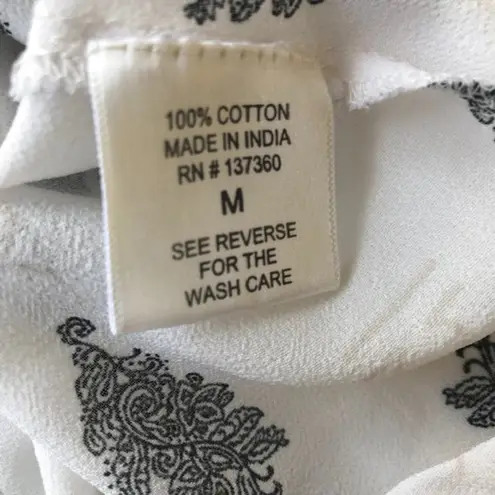 100% COTTON
MADE IN INDIA
RN # 137360
M
SEE REVERSE
FOR THE
WASH CARE